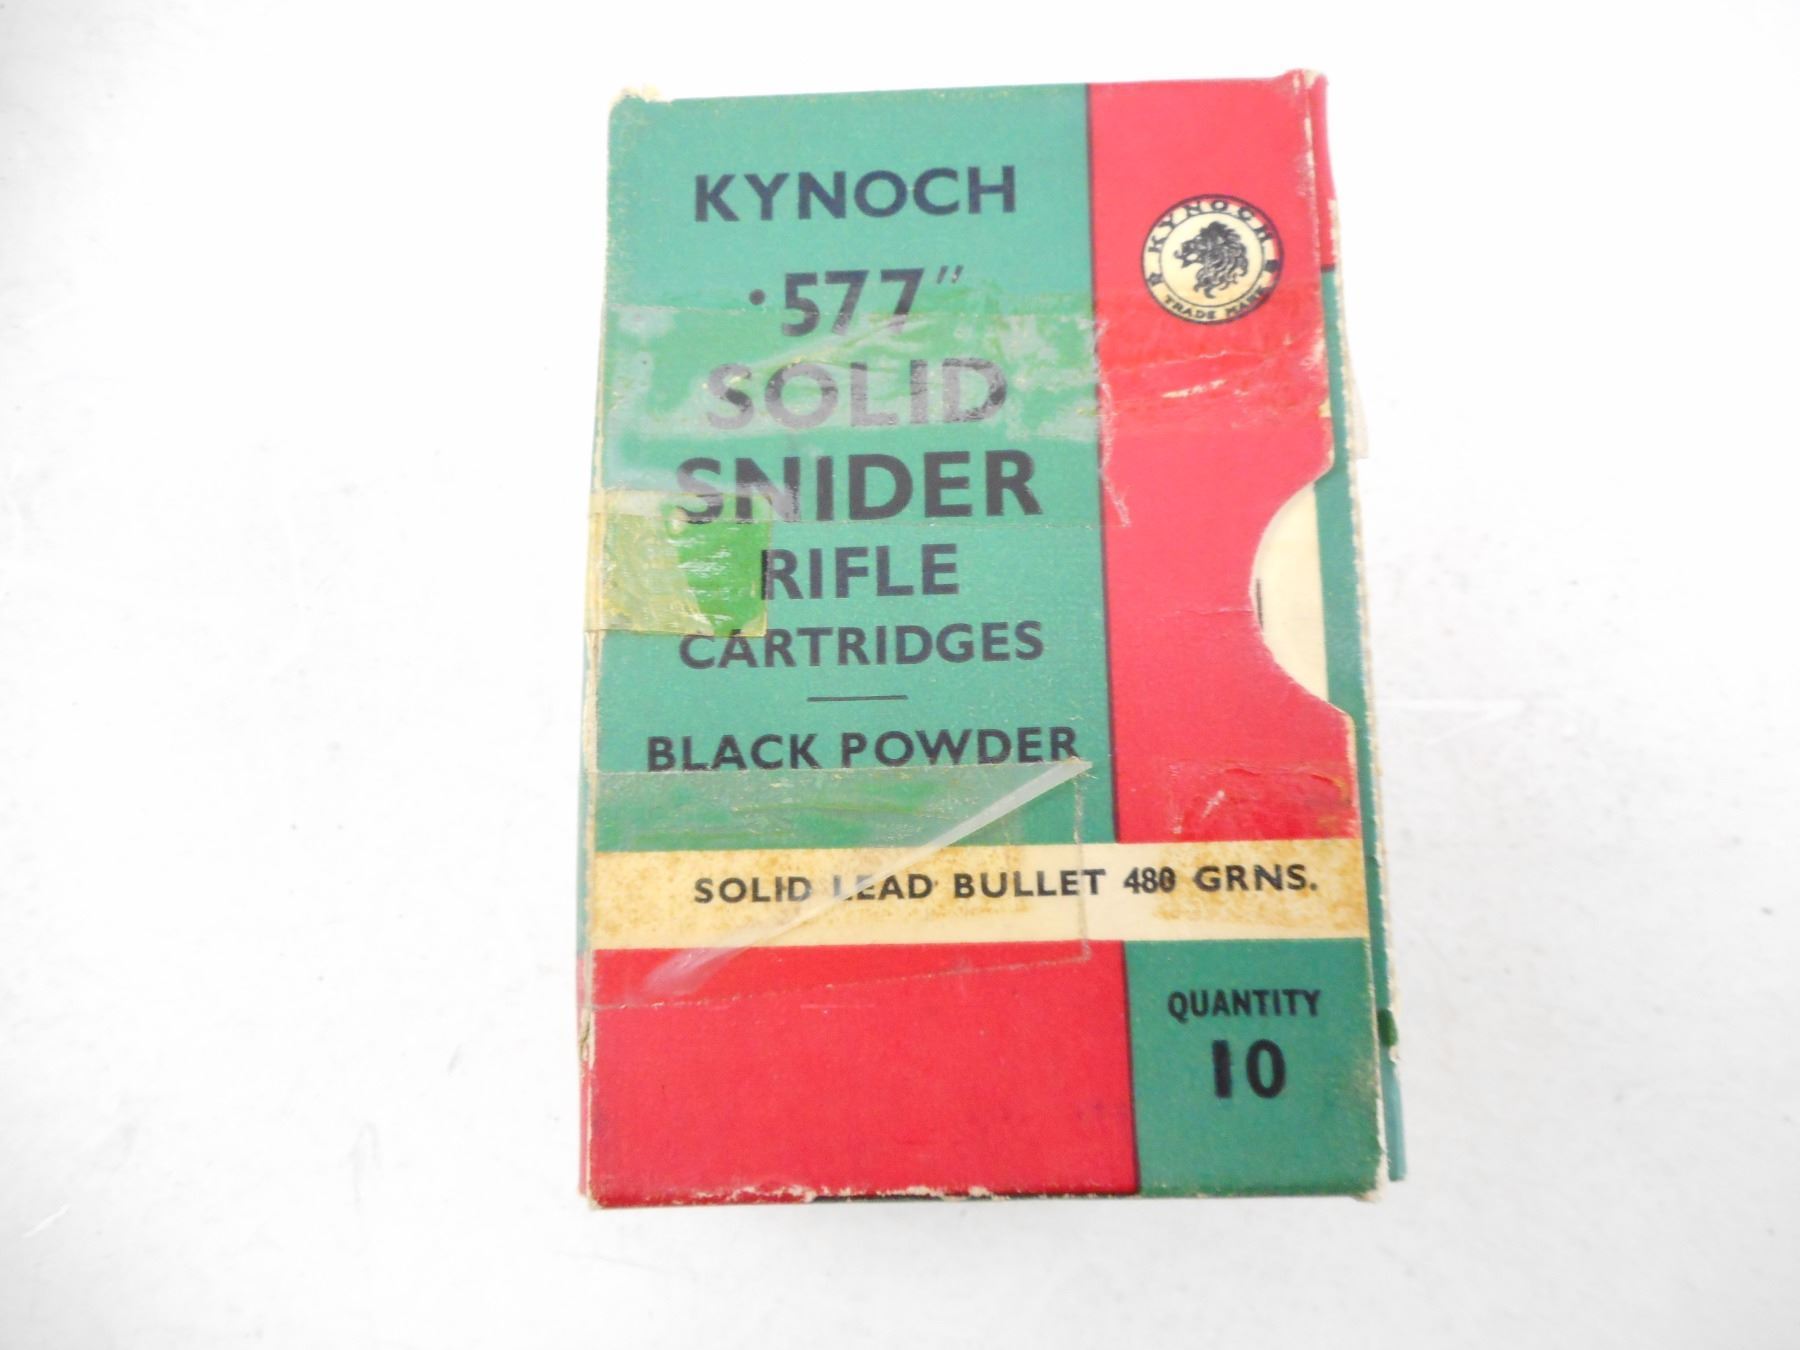 KYNOCH
·577"
SOLID
SNIDER
RIFLE
CARTRIDGES
BLACK POWDER
KYNOCH
TRADE MARK
SOLID LEAD BULLET 480 GRNS.
QUANTITY
10